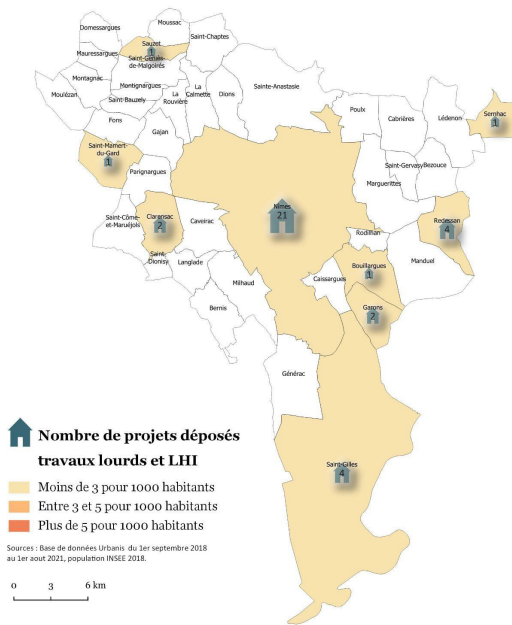 Domessargues
Moussac
Saint-Chaptes
Sauzet
1
Mauressargues
Saint-Geniès-
de-Malgoirès
Montagnac
Moulézan
Montignargues
Saint-Bauzely
La
Rouvière
La
Calmette
Dions
Sainte-Anastasie
Fons
Gajan
Poulx
Cabrières
Lédenon
Sernhac
1
Saint-Mamert-
du-Gard
1
Parignargues
Saint-Gervasy
Bezouce
Marguerittes
Saint-Côme-
et-Maruéjols
Clarensac
2
Caveirac
Nîmes
21
Redessan
4
Rodilhan
Saint-
Dionisy
Langlade
Manduel
Bouillargues
1
Milhaud
Caissargues
Bernis
Garons
2
Générac
Saint-Gilles
4
Nombre de projets déposés
travaux lourds et LHI
Moins de 3 pour 1000 habitants
Entre 3 et 5 pour 1000 habitants
Plus de 5 pour 1000 habitants
Sources : Base de données Urbanis du 1er septembre 2018
au 1er aout 2021, population INSEE 2018.
0 3 6 km